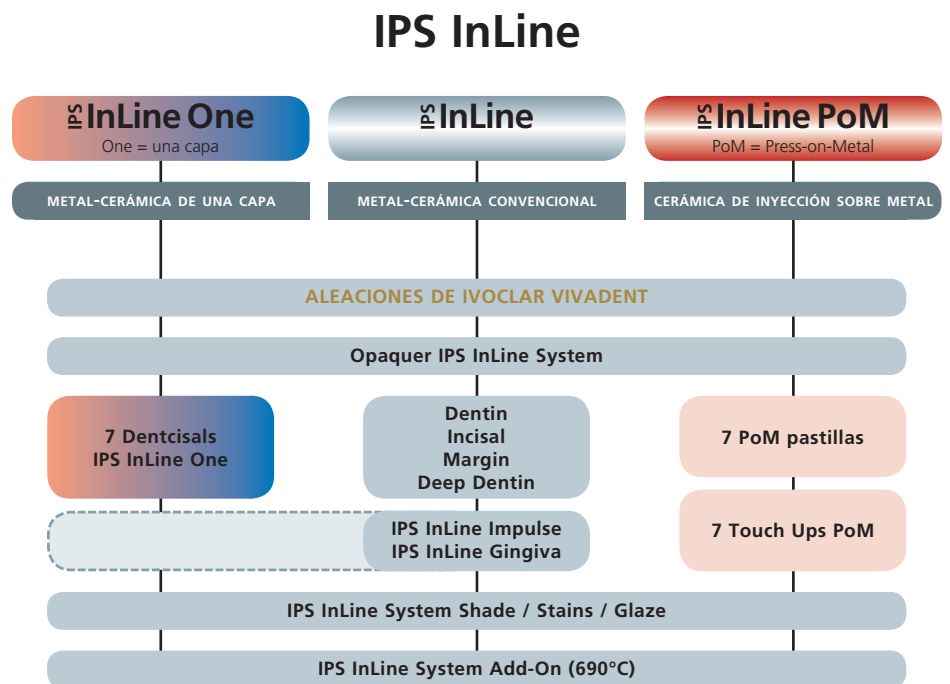 IPS InLine
IPS InLine One
One = una capa
IPS InLine
IPS InLine PoM
PoM = Press-on-Metal
METAL-CERÁMICA DE UNA CAPA
METAL-CERÁMICA CONVENCIONAL
CERÁMICA DE INYECCIÓN SOBRE METAL
ALEACIONES DE IVOCLAR VIVADENT
Opaquer IPS InLine System
7 Dentcisals
IPS InLine One
Dentin
Incisal
Margin
Deep Dentin
7 PoM pastillas
IPS InLine Impulse
IPS InLine Gingiva
7 Touch Ups PoM
IPS InLine System Shade / Stains / Glaze
IPS InLine System Add-On (690°C)